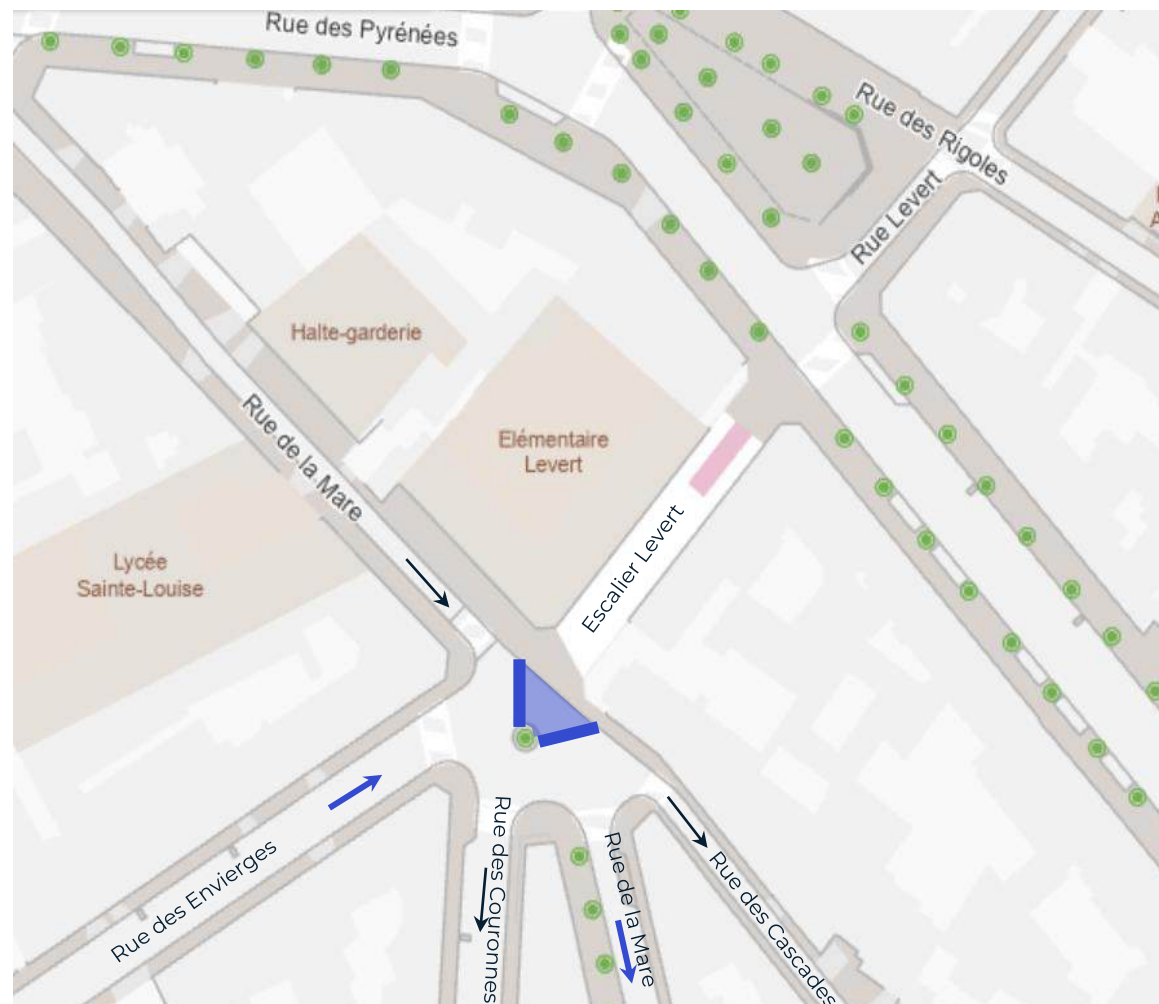 Rue des Pyrénées
Rue des Rigoles
Rue Levert
Halte-garderie
Rue de la Mare
Elémentaire
Levert
Escalier Levert
Lycée
Sainte-Louise
Rue des Envierges
Rue des Couronnes
Rue de la Mare
Rue des Cascades